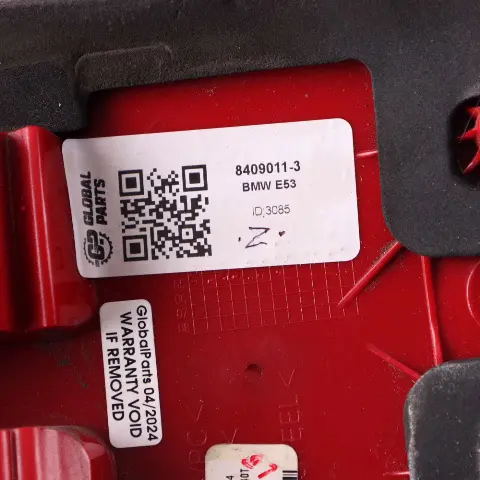 GLOBAL
PARTS
8409011-3
BMW E53
ID:3085
.Z.
GlobalParts 04/2024
WARRANTY VOID
IF REMOVED